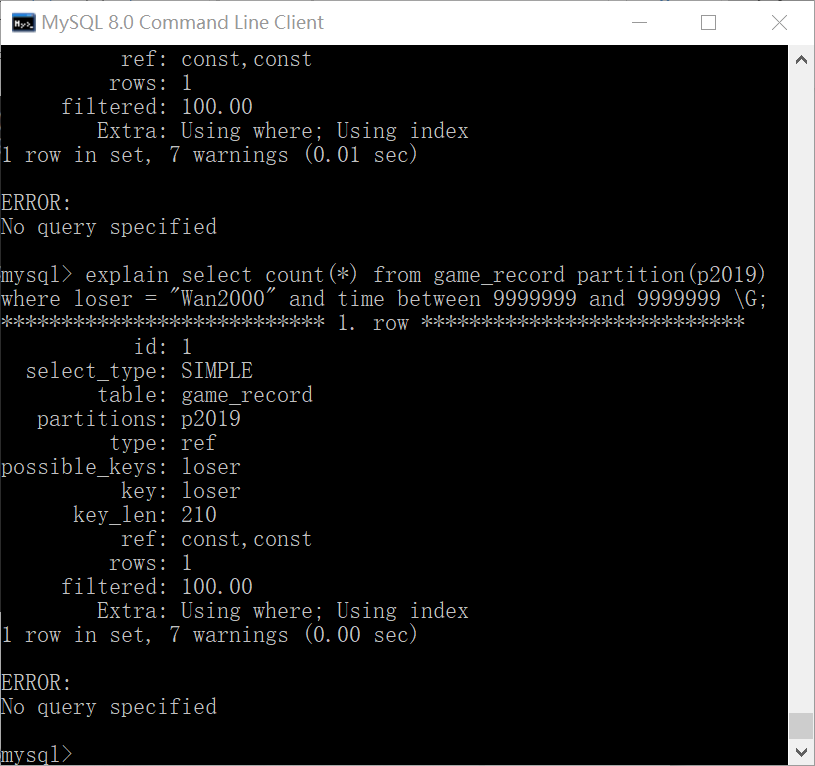 MySQL 8.0 Command Line Client
ref: const,const
rows: 1
filtered: 100.00
Extra: Using where; Using index
1 row in set, 7 warnings (0.01 sec)
ERROR:
No query specified
mysql> explain select count(*) from game_record partition(p2019)
where loser = "Wan2000" and time between 9999999 and 9999999 \G;
*************************** 1. row ***************************
id: 1
select_type: SIMPLE
table: game_record
partitions: p2019
type: ref
possible_keys: loser
key: loser
key_len: 210
ref: const,const
rows: 1
filtered: 100.00
Extra: Using where; Using index
1 row in set, 7 warnings (0.00 sec)
ERROR:
No query specified
mysql>